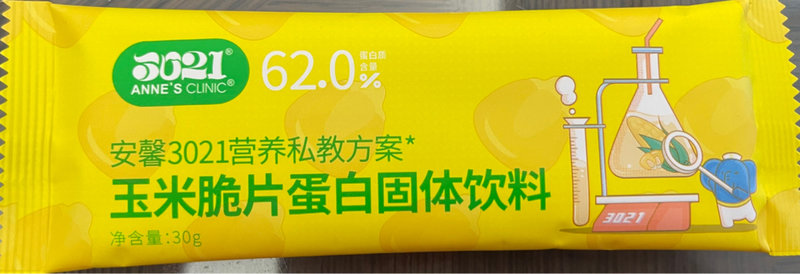 3021®
ANNE'S CLINIC®
62.0%
蛋白质
含量
安馨3021营养私教方案*
玉米脆片蛋白固体饮料
净含量:30g
3021